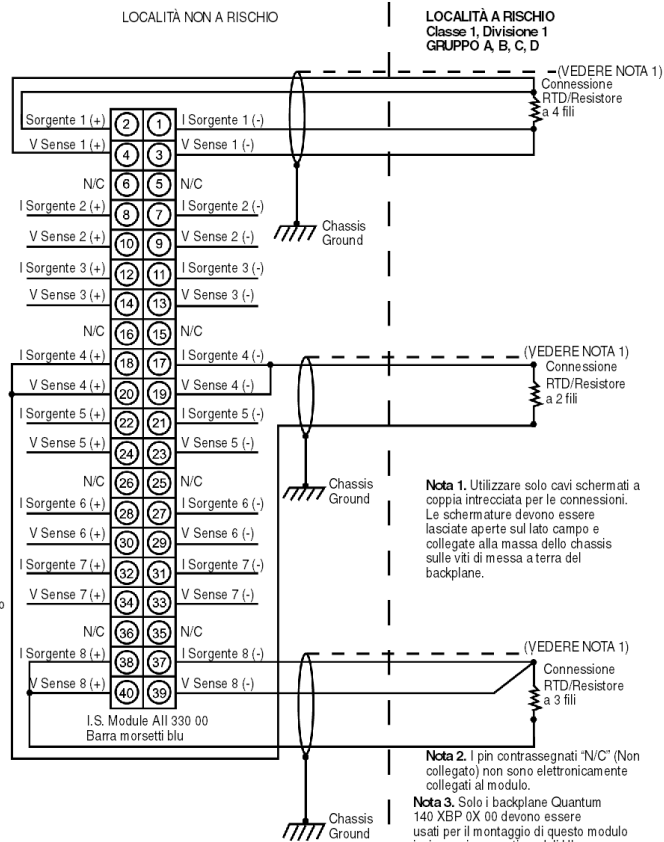 LOCALITÀ NON A RISCHIO
LOCALITÀ A RISCHIO
Classe 1, Divisione 1
GRUPPO A, B, C, D
(VEDERE NOTA 1)
Connessione
RTD/Resistore
a 4 fili
Sorgente 1 (+) 2 1 I Sorgente 1 (-)
V Sense 1 (+) 4 3 V Sense 1 (-)
N/C 6 5 N/C
I Sorgente 2 (+) 8 7 I Sorgente 2 (-)
V Sense 2 (+) 10 9 V Sense 2 (-)
Chassis
Ground
I Sorgente 3 (+) 12 11 I Sorgente 3 (-)
V Sense 3 (+) 14 13 V Sense 3 (-)
N/C 16 15 N/C
I Sorgente 4 (+) 18 17 I Sorgente 4 (-)
V Sense 4 (+) 20 19 V Sense 4 (-)
(VEDERE NOTA 1)
Connessione
RTD/Resistore
a 2 fili
I Sorgente 5 (+) 22 21 I Sorgente 5 (-)
V Sense 5 (+) 24 23 V Sense 5 (-)
N/C 26 25 N/C
Chassis
Ground
I Sorgente 6 (+) 28 27 I Sorgente 6 (-)
V Sense 6 (+) 30 29 V Sense 6 (-)
I Sorgente 7 (+) 32 31 I Sorgente 7 (-)
V Sense 7 (+) 34 33 V Sense 7 (-)
N/C 36 35 N/C
I Sorgente 8 (+) 38 37 I Sorgente 8 (-)
V Sense 8 (+) 40 39 V Sense 8 (-)
Nota 1. Utilizzare solo cavi schermati a
coppia intrecciata per le connessioni.
Le schermature devono essere
lasciate aperte sul lato campo e
collegate alla massa dello chassis
sulle viti di messa a terra del
backplane.
(VEDERE NOTA 1)
Connessione
RTD/Resistore
a 3 fili
I.S. Module AII 330 00
Barra morsetti blu
Nota 2. I pin contrassegnati "N/C" (Non
collegato) non sono elettronicamente
collegati al modulo.
Nota 3. Solo i backplane Quantum
140 XBP 0X 00 devono essere
usati per il montaggio di questo modulo
Chassis
Ground